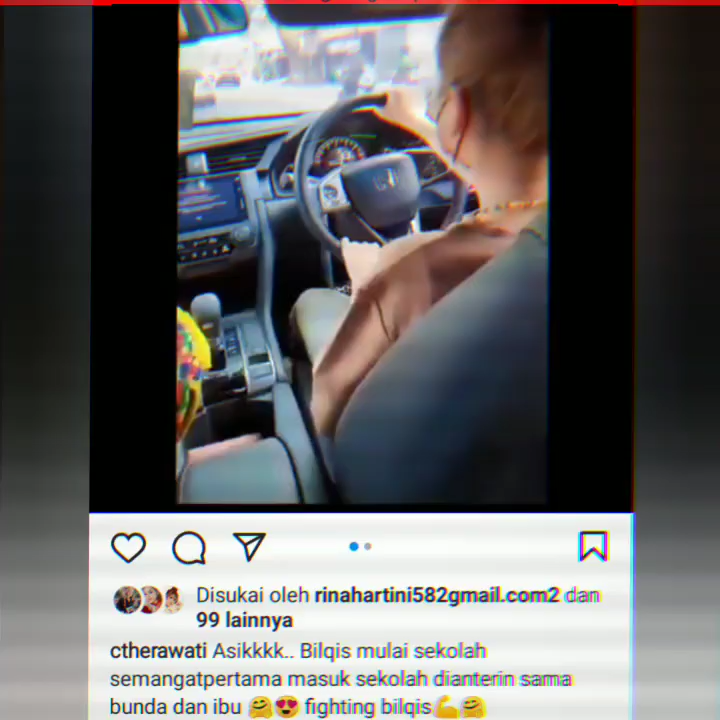 Disukai oleh rinahartini582gmail.com2 dan
99 lainnya
ctherawati Asikkkk.. Bilqis mulai sekolah
semangatpertama masuk sekolah dianterin sama
bunda dan ibu 🤗😍 fighting bilqis💪🤗